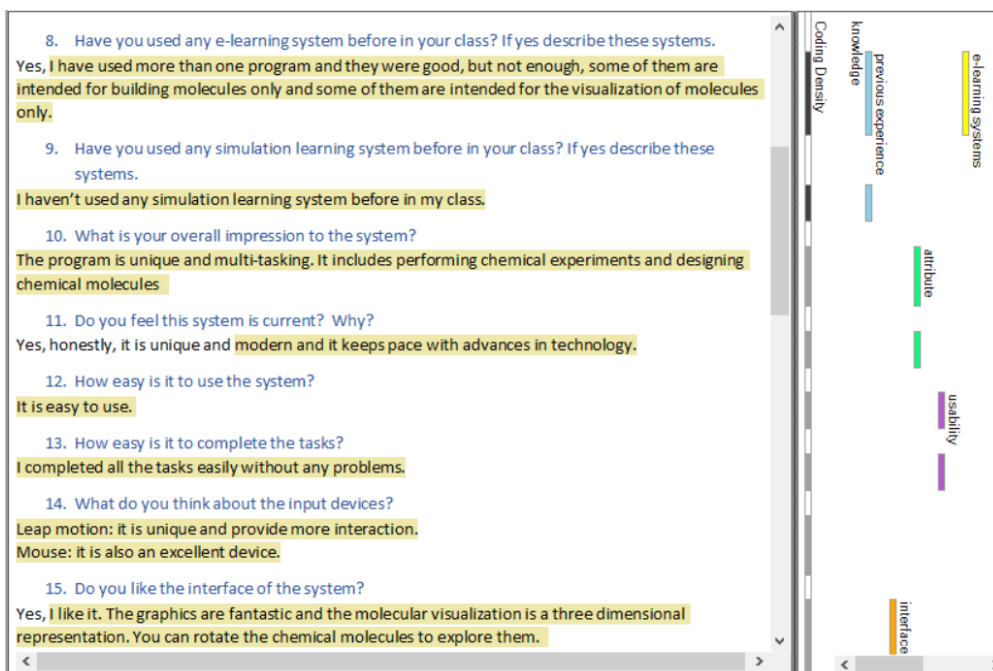 8. Have you used any e-learning system before in your class? If yes describe these systems.
Yes, I have used more than one program and they were good, but not enough, some of them are
intended for building molecules only and some of them are intended for the visualization of molecules
only.
9. Have you used any simulation learning system before in your class? If yes describe these
systems.
I haven't used any simulation learning system before in my class.
10. What is your overall impression to the system?
The program is unique and multi-tasking. It includes performing chemical experiments and designing
chemical molecules
11. Do you feel this system is current? Why?
Yes, honestly, it is unique and modern and it keeps pace with advances in technology.
12. How easy is it to use the system?
It is easy to use.
13. How easy is it to complete the tasks?
I completed all the tasks easily without any problems.
14. What do you think about the input devices?
Leap motion: it is unique and provide more interaction.
Mouse: it is also an excellent device.
15. Do you like the interface of the system?
Yes, I like it. The graphics are fantastic and the molecular visualization is a three dimensional
representation. You can rotate the chemical molecules to explore them.
Coding Density
knowledge
previous experience
interface
attribute
usability
e-learning systems